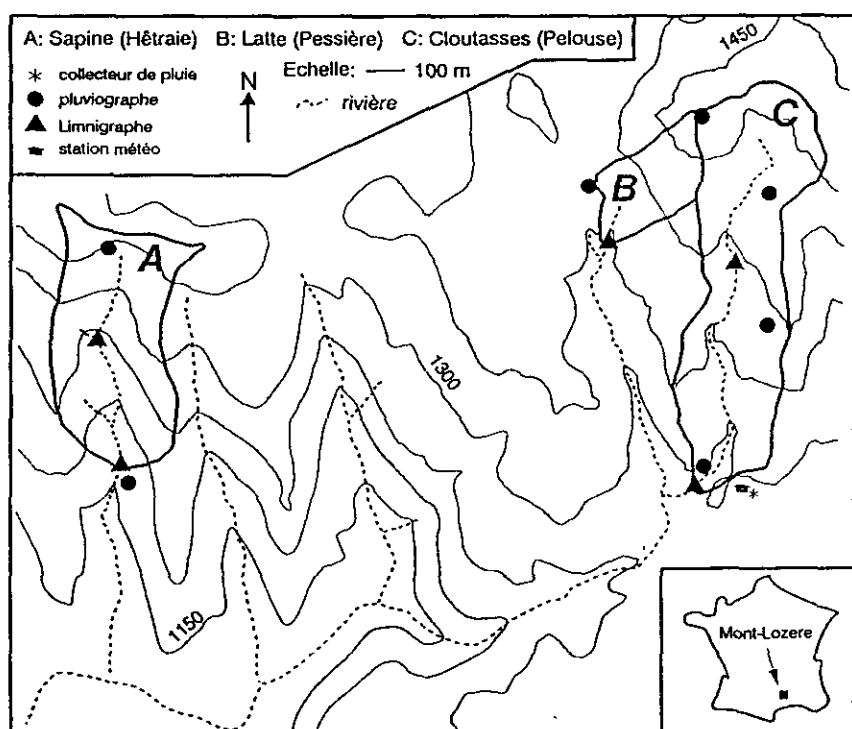 A: Sapine (Hêtraie) B: Latte (Pessière) C: Cloutasses (Pelouse)
* collecteur de pluie
pluviographe
Limnigraphe
station météo
N
Echelle: 100 m
rivière
1450
C
B
A
1300
1150
Mont-Lozere